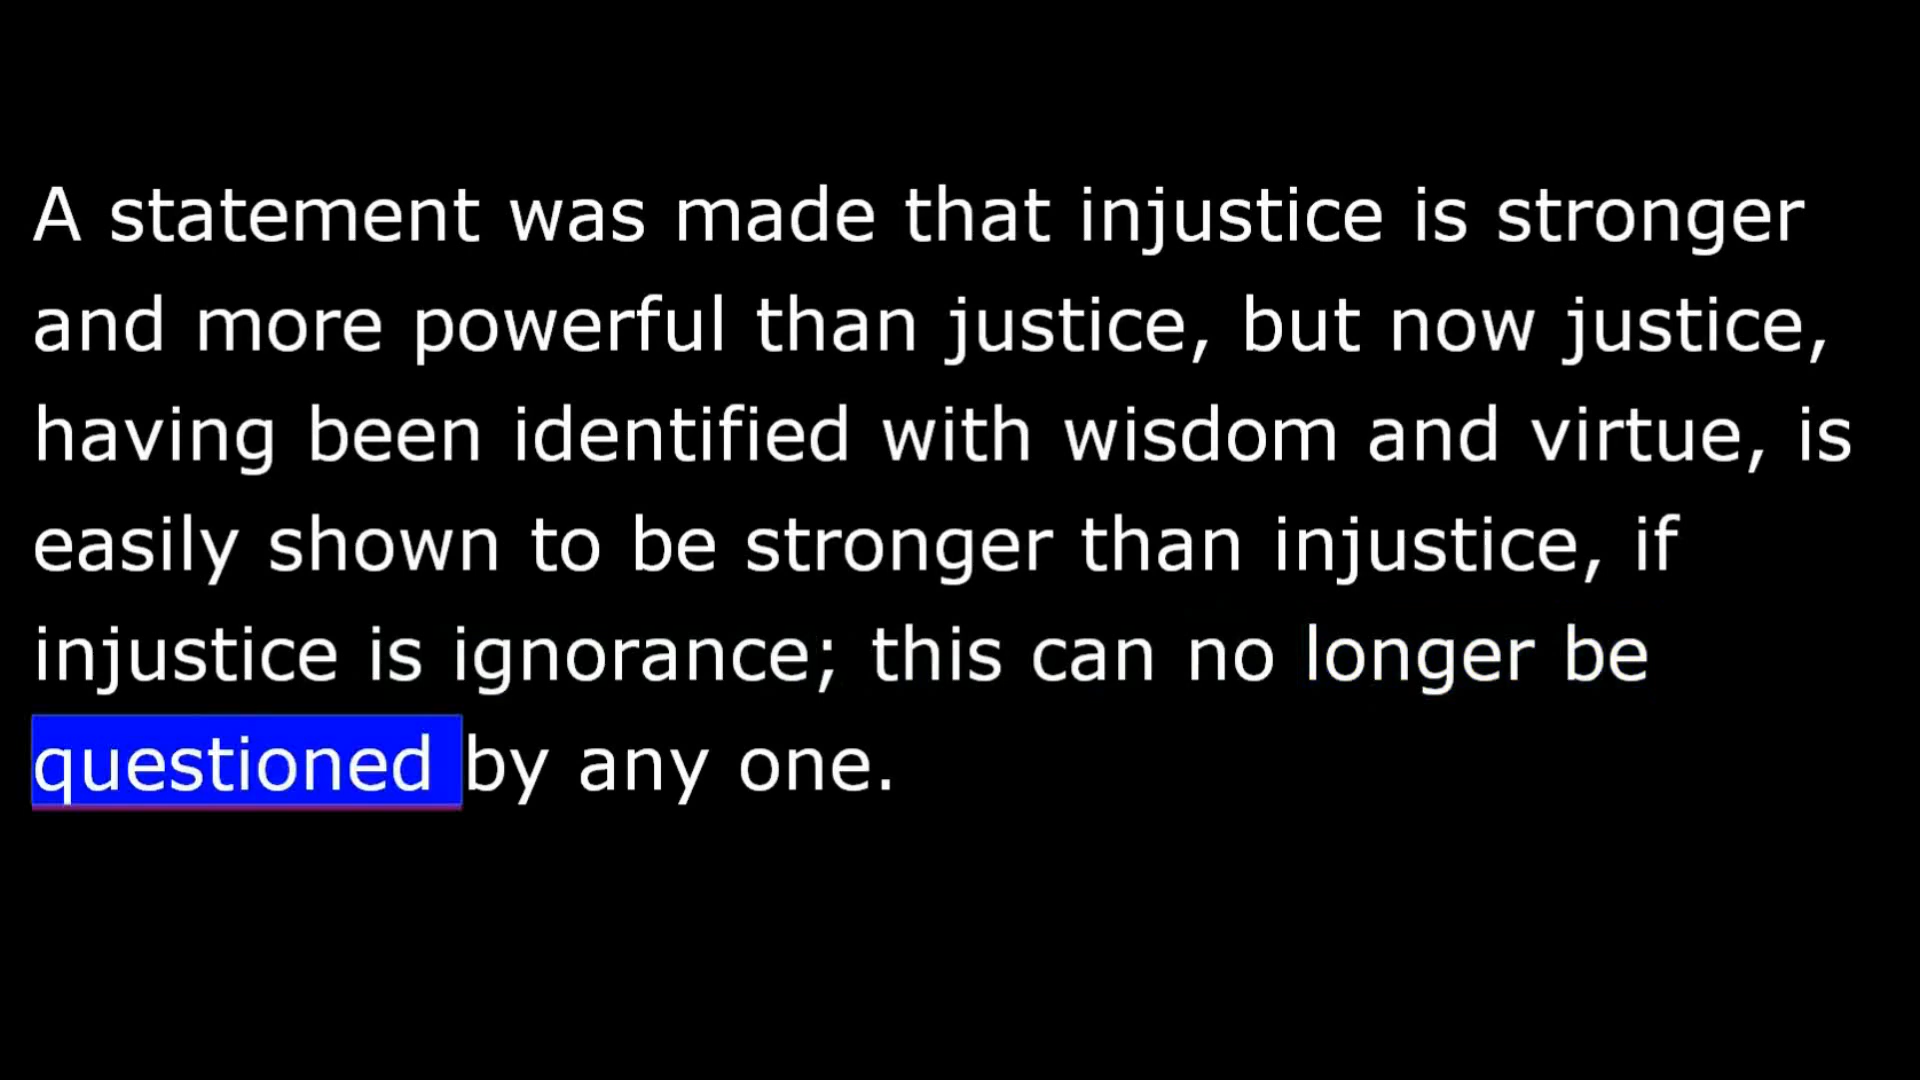 A statement was made that injustice is stronger
and more powerful than justice, but now justice,
having been identified with wisdom and virtue, is
easily shown to be stronger than injustice, if
injustice is ignorance; this can no longer be
questioned by any one.